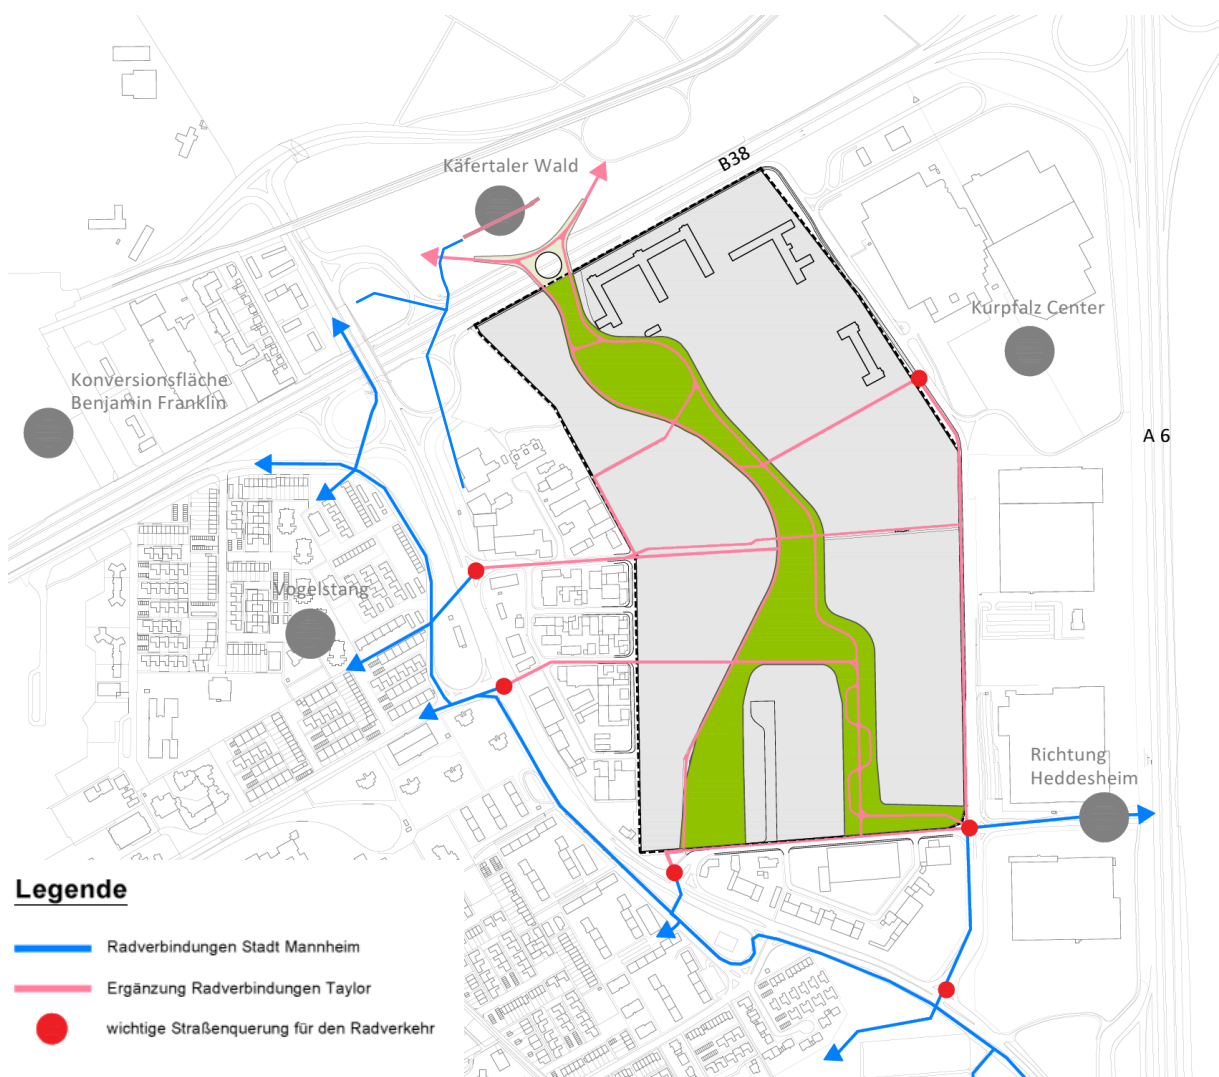 B38
Käfertaler Wald
Kurpfalz Center
Konversionsfläche
Benjamin Franklin
A 6
Vogelstang
Richtung
Heddesheim
Legende
Radverbindungen Stadt Mannheim
Ergänzung Radverbindungen Taylor
wichtige Straßenquerung für den Radverkehr